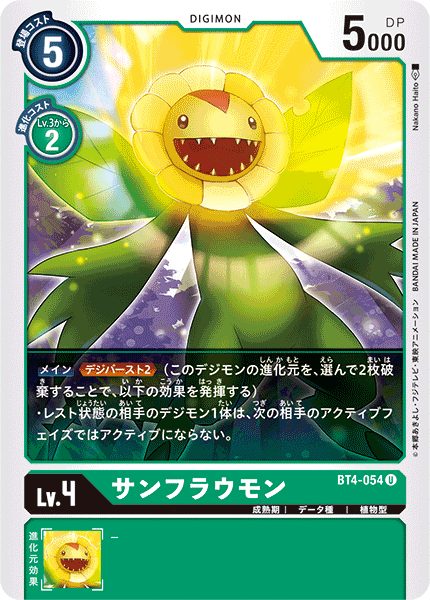 登場コスト
5
DIGIMON
DP
5000
進化コスト
Lv.3から
2
Nakano Haito
©本郷あきよし・フジテレビ・東映アニメーション BANDAI MADE IN JAPAN
メイン デジバースト2 (このデジモンの進化元を、選んで2枚破
棄することで、以下の効果を発揮する)
・レスト状態の相手のデジモン1体は、次の相手のアクティブフ
ェイズではアクティブにならない。
BT4-054 U
Lv.4 サンフラウモン
成熟期 | データ種 | 植物型
進化元効果
－